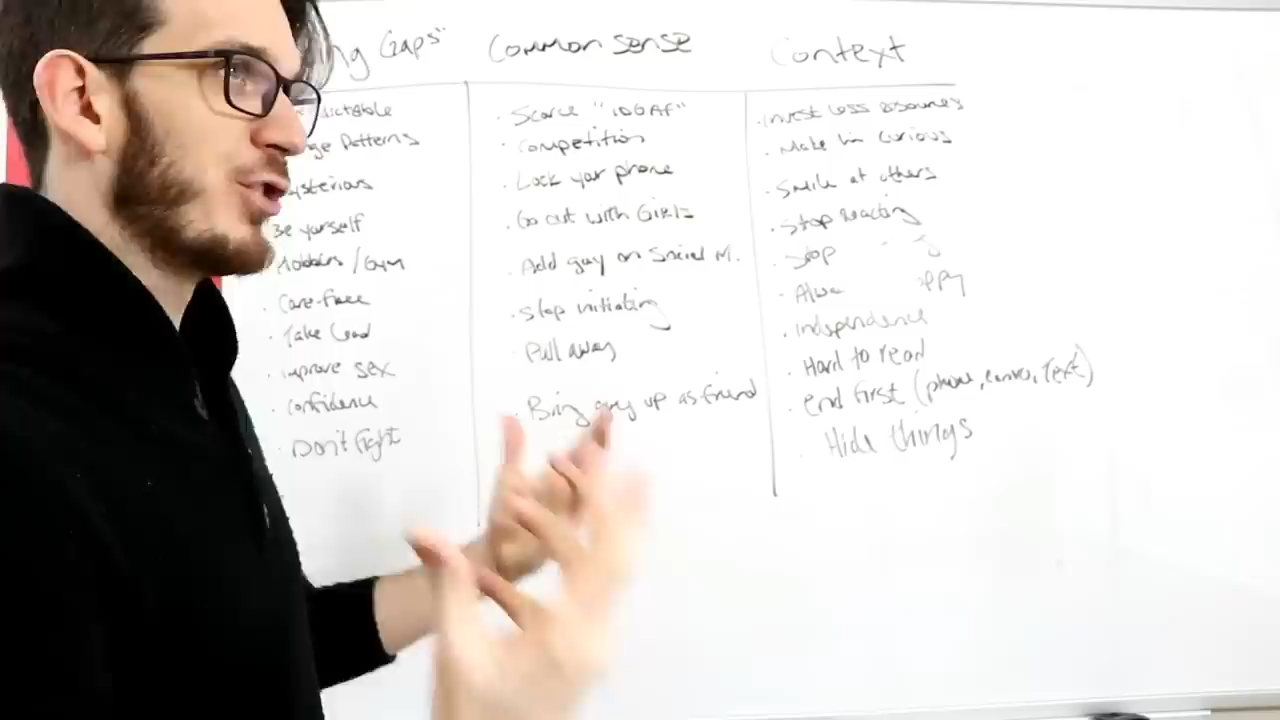 Gaps" Common sense Context
Patterns
Be yourself
Hobbies / Gym
Care-free
Take lead
improve sex
confidence
Don't fight
Scarce "IDGAF"
Competition
Lock your phone
Go out with Girls
Add guy on Social M.
Stop initiating
Pull away
Bring guy up as friend
invest less resources
Make him curious
Smile at others
Stop reacting
Stop
independence
Hard to read
end first (phone, convo, Text)
Hide things